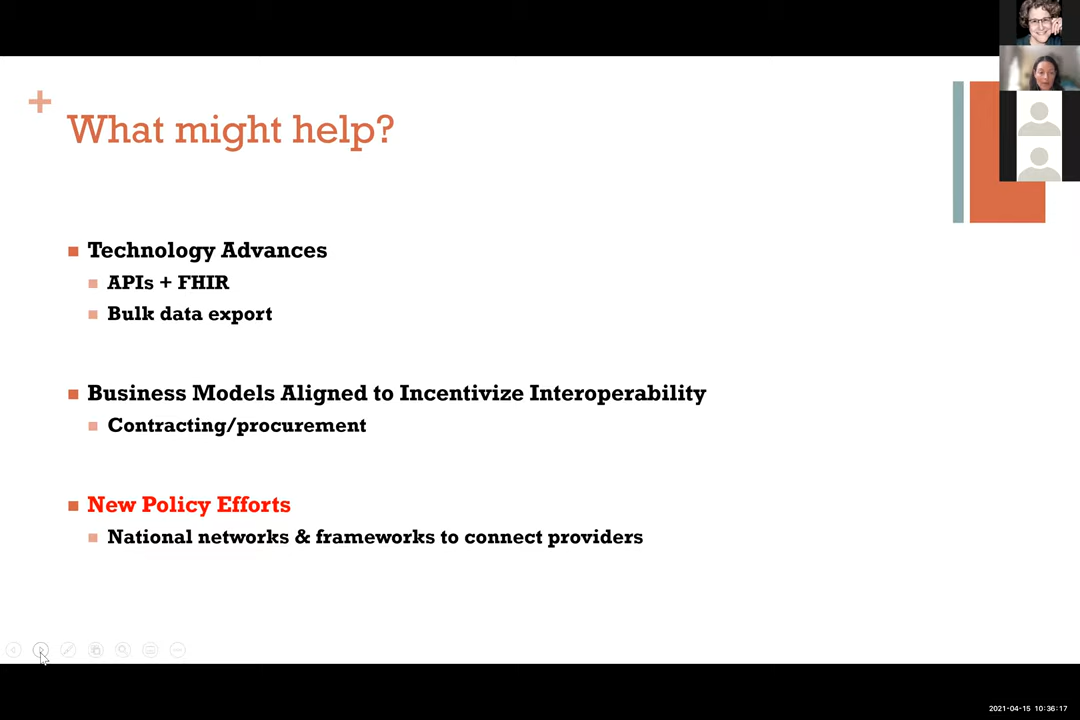 What might help?
Technology Advances
APIs + FHIR
Bulk data export
Business Models Aligned to Incentivize Interoperability
Contracting/procurement
New Policy Efforts
National networks & frameworks to connect providers
2021-04-15 10:36:17